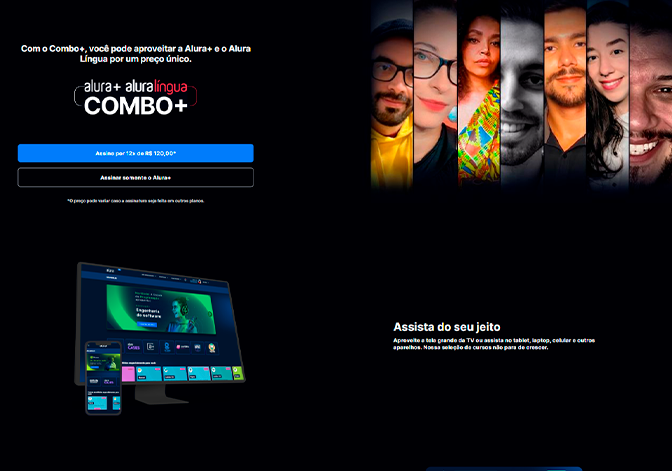 Com o Combo+, você pode aproveitar a Alura+ e o Alura
Língua por um preço único.
alura+ alura língua
COMBO+
Assine por 12x de R$ 120,00*
Assinar somente o Alura+
*O preço pode variar caso a assinatura seja feita em outros planos.
Engenharia
de software
Assista do seu jeito
Aproveite a tela grande da TV ou assista no tablet, laptop, celular e outros
aparelhos. Nossa seleção de cursos não para de crescer.